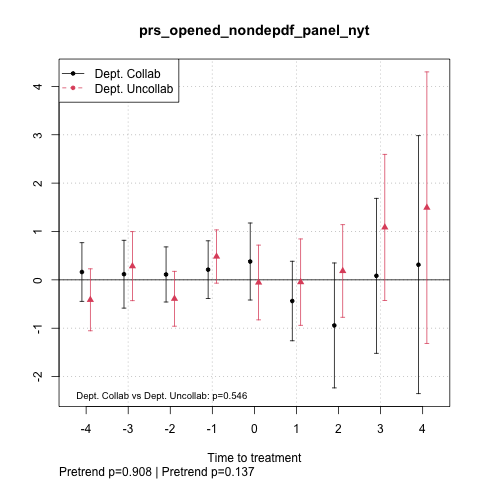 prs_opened_nondepdf_panel_nyt
Dept. Collab
Dept. Uncollab
4
3
2
1
0
-1
-2
Dept. Collab vs Dept. Uncollab: p=0.546
-4 -3 -2 -1 0 1 2 3 4
Time to treatment
Pretrend p=0.908 | Pretrend p=0.137